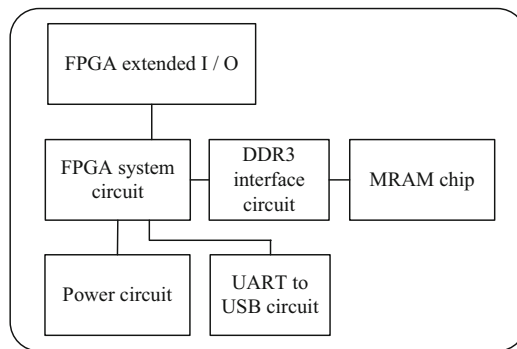 FPGA extended I / O
FPGA system
circuit
DDR3
interface
circuit
MRAM chip
Power circuit
UART to
USB circuit